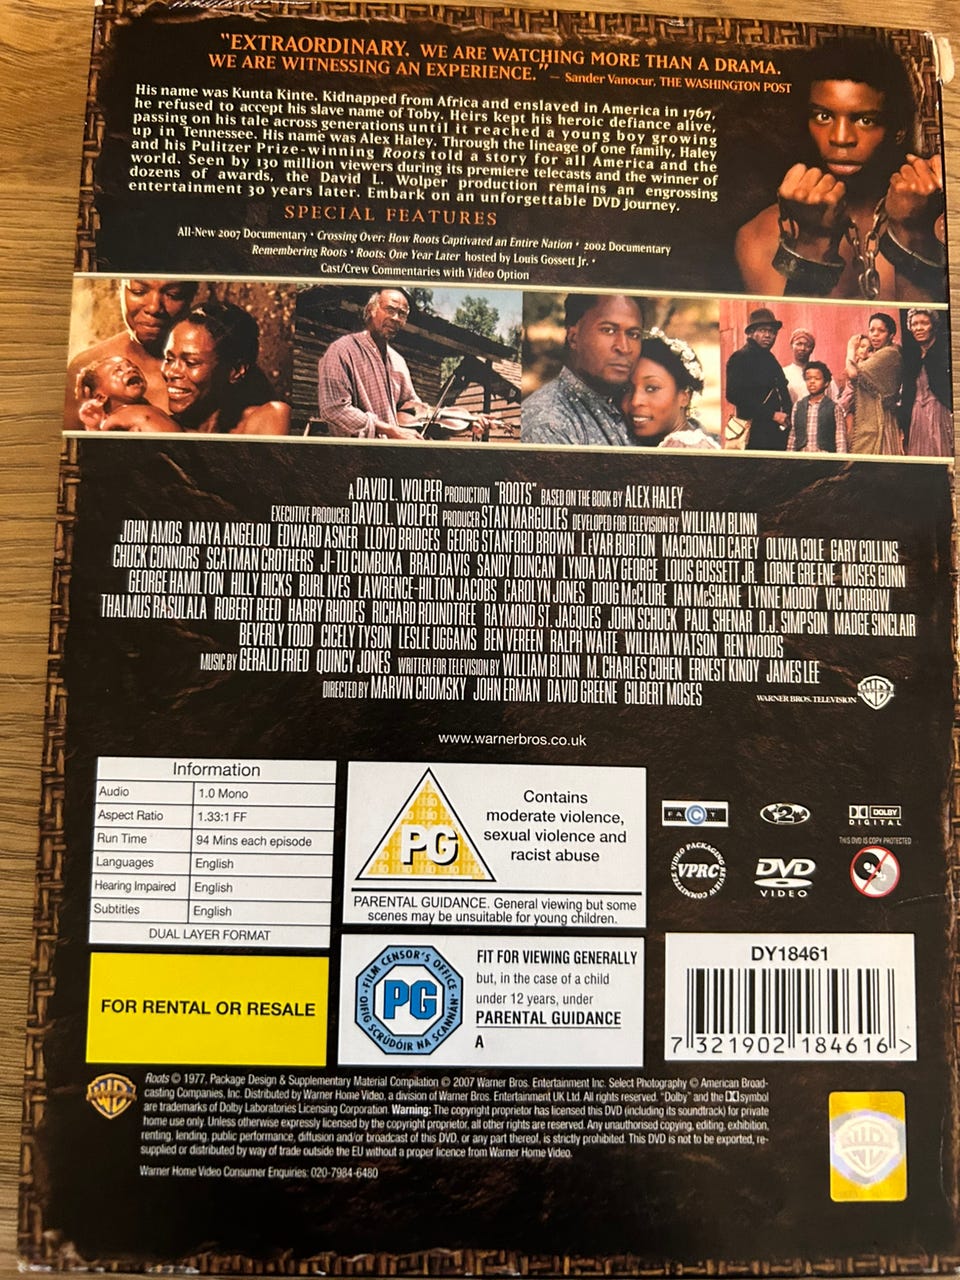 "EXTRAORDINARY. WE ARE WATCHING MORE THAN A DRAMA.
WE ARE WITNESSING AN EXPERIENCE." – Sander Vanocur, THE WASHINGTON POST
His name was Kunta Kinte. Kidnapped from Africa and enslaved in America in 1767,
he refused to accept his slave name of Toby. Heirs kept his heroic defiance alive,
passing on his tale across generations until it reached a young boy growing
up in Tennessee. His name was Alex Haley. Through the lineage of one family, Haley
and his Pulitzer Prize-winning Roots told a story for all America and the
world. Seen by 130 million viewers during its premiere telecasts and the winner of
dozens of awards, the David L. Wolper production remains an engrossing
entertainment 30 years later. Embark on an unforgettable DVD journey.
SPECIAL FEATURES
All-New 2007 Documentary • Crossing Over: How Roots Captivated an Entire Nation • 2002 Documentary
Remembering Roots • Roots: One Year Later hosted by Louis Gossett Jr. •
Cast/Crew Commentaries with Video Option
A DAVID L. WOLPER PRODUCTION "ROOTS" BASED ON THE BOOK BY ALEX HALEY
EXECUTIVE PRODUCER DAVID L. WOLPER PRODUCER STAN MARGULIES DEVELOPED FOR TELEVISION BY WILLIAM BLINN
JOHN AMOS MAYA ANGELOU EDWARD ASNER LLOYD BRIDGES GEORG STANFORD BROWN LeVAR BURTON MACDONALD CAREY OLIVIA COLE GARY COLLINS
CHUCK CONNORS SCATMAN CROTHERS JI-TU CUMBUKA BRAD DAVIS SANDY DUNCAN LYNDA DAY GEORGE LOUIS GOSSETT JR. LORNE GREENE MOSES GUNN
GEORGE HAMILTON HILLY HICKS BURL IVES LAWRENCE-HILTON JACOBS CAROLYN JONES DOUG McCLURE IAN McSHANE LYNNE MOODY VIC MORROW
THALMUS RASULALA ROBERT REED HARRY RHODES RICHARD ROUNDTREE RAYMOND ST. JACQUES JOHN SCHUCK PAUL SHENAR O.J. SIMPSON MADGE SINCLAIR
BEVERLY TODD CICELY TYSON LESLIE UGGAMS BEN VEREEN RALPH WAITE WILLIAM WATSON REN WOODS
MUSIC BY GERALD FRIED QUINCY JONES WRITTEN FOR TELEVISION BY WILLIAM BLINN M. CHARLES COHEN ERNEST KINOY JAMES LEE
DIRECTED BY MARVIN CHOMSKY JOHN ERMAN DAVID GREENE GILBERT MOSES
WARNER BROS. TELEVISION
www.warnerbros.co.uk
Information
Audio 1.0 Mono
Aspect Ratio 1.33:1 FF
Run Time 94 Mins each episode
Languages English
Hearing Impaired English
Subtitles English
DUAL LAYER FORMAT
PG
Contains
moderate violence,
sexual violence and
racist abuse
PARENTAL GUIDANCE. General viewing but some
scenes may be unsuitable for young children.
FACT
2
DOLBY
DIGITAL
VIDEO PACKAGING REVIEW COMMITTEE
VPRC
DVD
VIDEO
THIS DVD IS COPY PROTECTED
FOR RENTAL OR RESALE
FILM CENSOR'S OFFICE
PG
OIFIG SCRÚDÓIR NA SCANNÁN
FIT FOR VIEWING GENERALLY
but, in the case of a child
under 12 years, under
PARENTAL GUIDANCE
A
DY18461
7 321902 184616 >
Roots © 1977, Package Design & Supplementary Material Compilation © 2007 Warner Bros. Entertainment Inc. Select Photography © American Broad-
casting Companies, Inc. Distributed by Warner Home Video, a division of Warner Bros. Entertainment UK Ltd. All rights reserved. "Dolby" and the DD symbol
are trademarks of Dolby Laboratories Licensing Corporation. Warning: The copyright proprietor has licensed this DVD (including its soundtrack) for private
home use only. Unless otherwise expressly licensed by the copyright proprietor, all other rights are reserved. Any unauthorised copying, editing, exhibition,
renting, lending, public performance, diffusion and/or broadcast of this DVD, or any part thereof, is strictly prohibited. This DVD is not to be exported, re-
supplied or distributed by way of trade outside the EU without a proper licence from Warner Home Video.
Warner Home Video Consumer Enquiries: 020-7984-6480